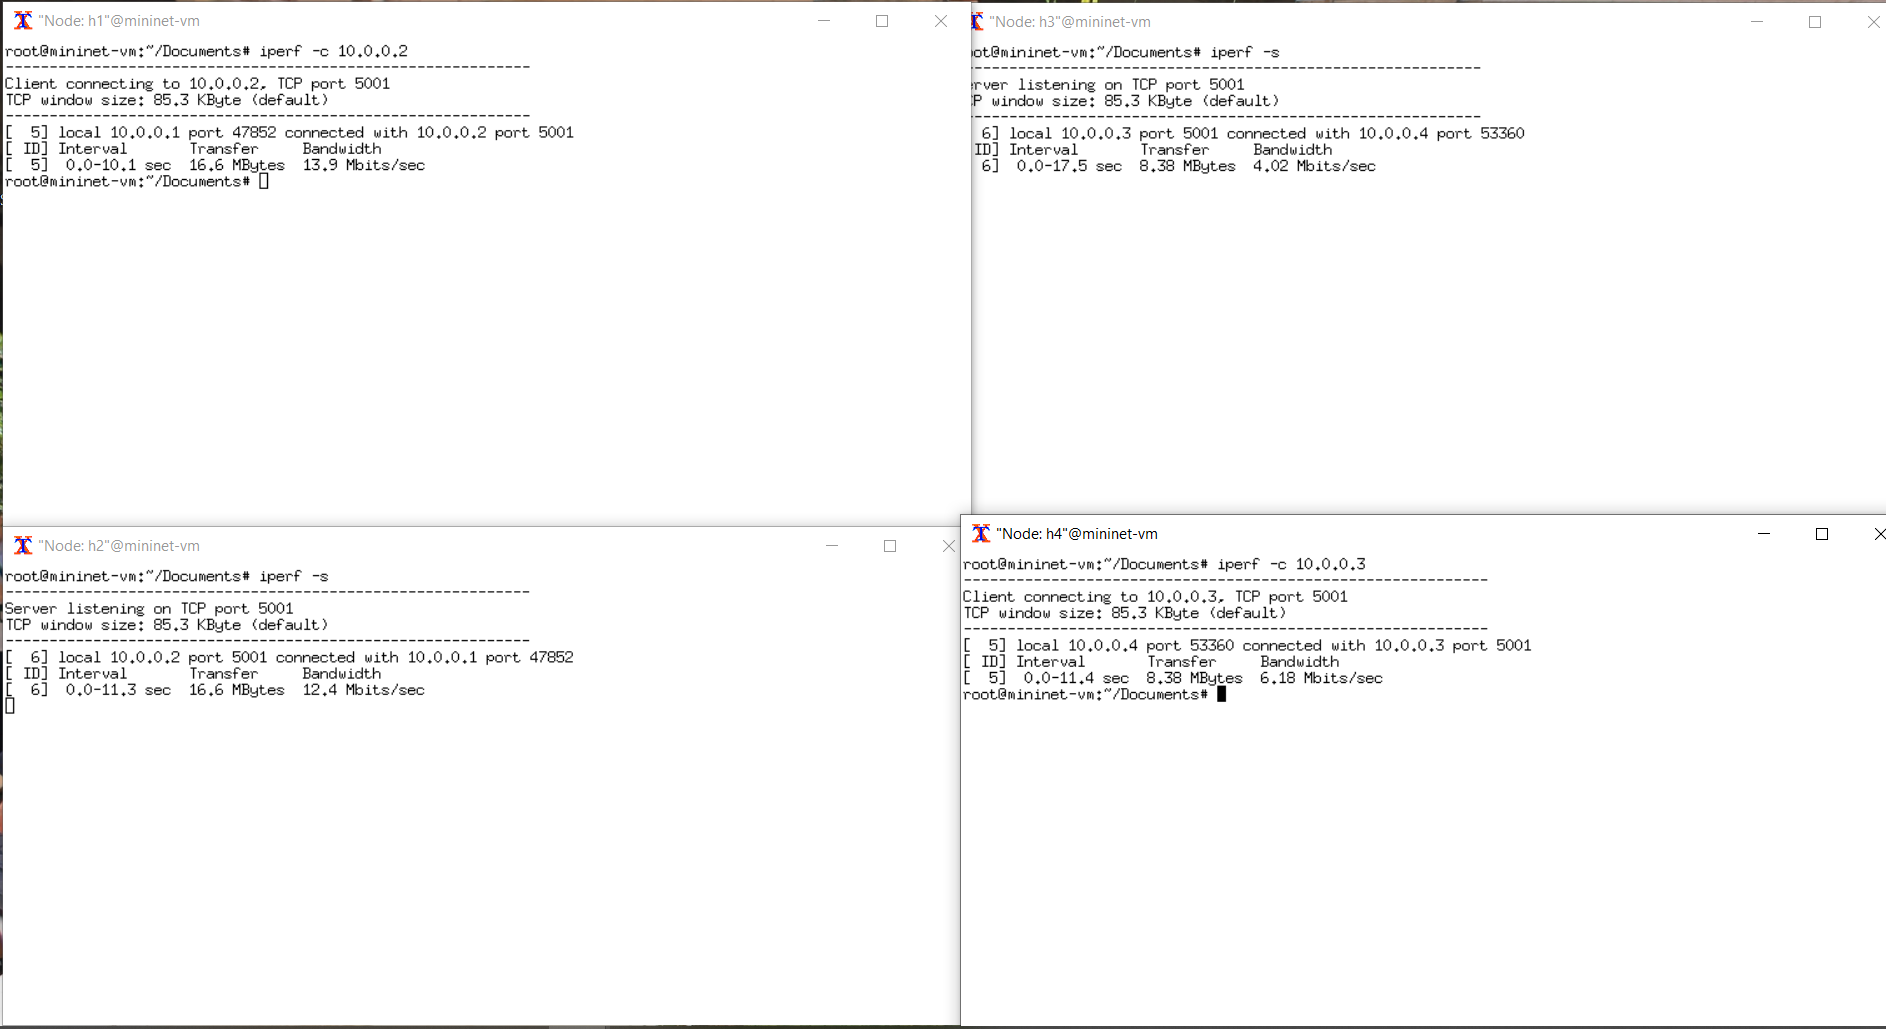 "Node: h1"@mininet-vm
root@mininet-vm:~/Documents# iperf -c 10.0.0.2
------------------------------------------------------------
Client connecting to 10.0.0.2, TCP port 5001
TCP window size: 85.3 KByte (default)
------------------------------------------------------------
[  5] local 10.0.0.1 port 47852 connected with 10.0.0.2 port 5001
[ ID] Interval       Transfer     Bandwidth
[  5]  0.0-10.1 sec  16.6 MBytes  13.9 Mbits/sec
root@mininet-vm:~/Documents#
"Node: h3"@mininet-vm
oot@mininet-vm:~/Documents# iperf -s
------------------------------------------------------------
rver listening on TCP port 5001
P window size: 85.3 KByte (default)
------------------------------------------------------------
6] local 10.0.0.3 port 5001 connected with 10.0.0.4 port 53360
ID] Interval       Transfer     Bandwidth
6]  0.0-17.5 sec  8.38 MBytes  4.02 Mbits/sec
"Node: h2"@mininet-vm
root@mininet-vm:~/Documents# iperf -s
------------------------------------------------------------
Server listening on TCP port 5001
TCP window size: 85.3 KByte (default)
------------------------------------------------------------
[  6] local 10.0.0.2 port 5001 connected with 10.0.0.1 port 47852
[ ID] Interval       Transfer     Bandwidth
[  6]  0.0-11.3 sec  16.6 MBytes  12.4 Mbits/sec
"Node: h4"@mininet-vm
root@mininet-vm:~/Documents# iperf -c 10.0.0.3
------------------------------------------------------------
Client connecting to 10.0.0.3, TCP port 5001
TCP window size: 85.3 KByte (default)
------------------------------------------------------------
[  5] local 10.0.0.4 port 53360 connected with 10.0.0.3 port 5001
[ ID] Interval       Transfer     Bandwidth
[  5]  0.0-11.4 sec  8.38 MBytes  6.18 Mbits/sec
root@mininet-vm:~/Documents#